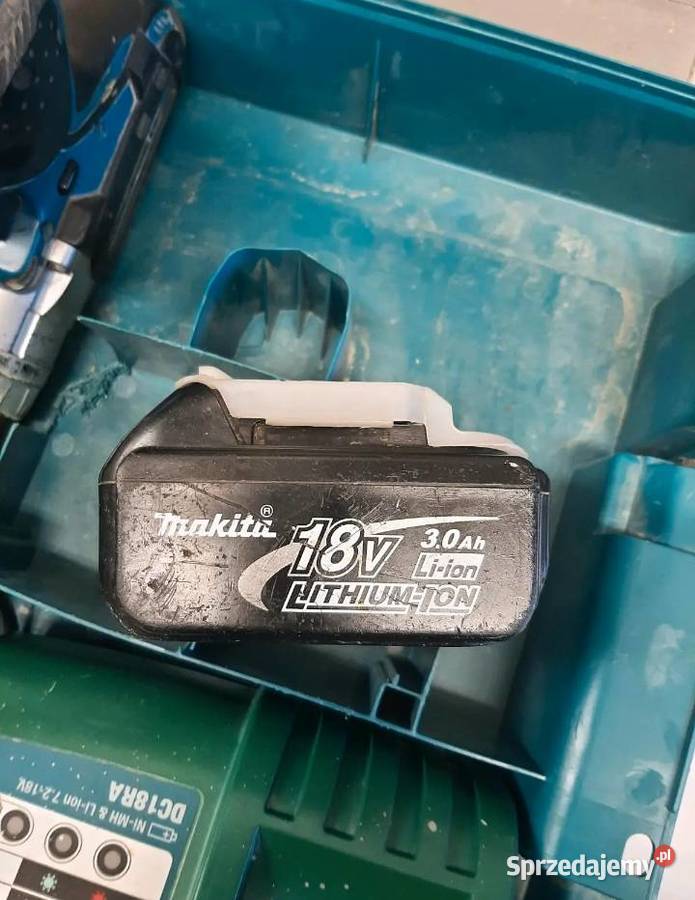 makita®
18V
3.0Ah
Li-ion
LITHIUM-ION
DC18RA
Ni-MH & Li-ion 7.2-18V
Sprzedajemy.pl